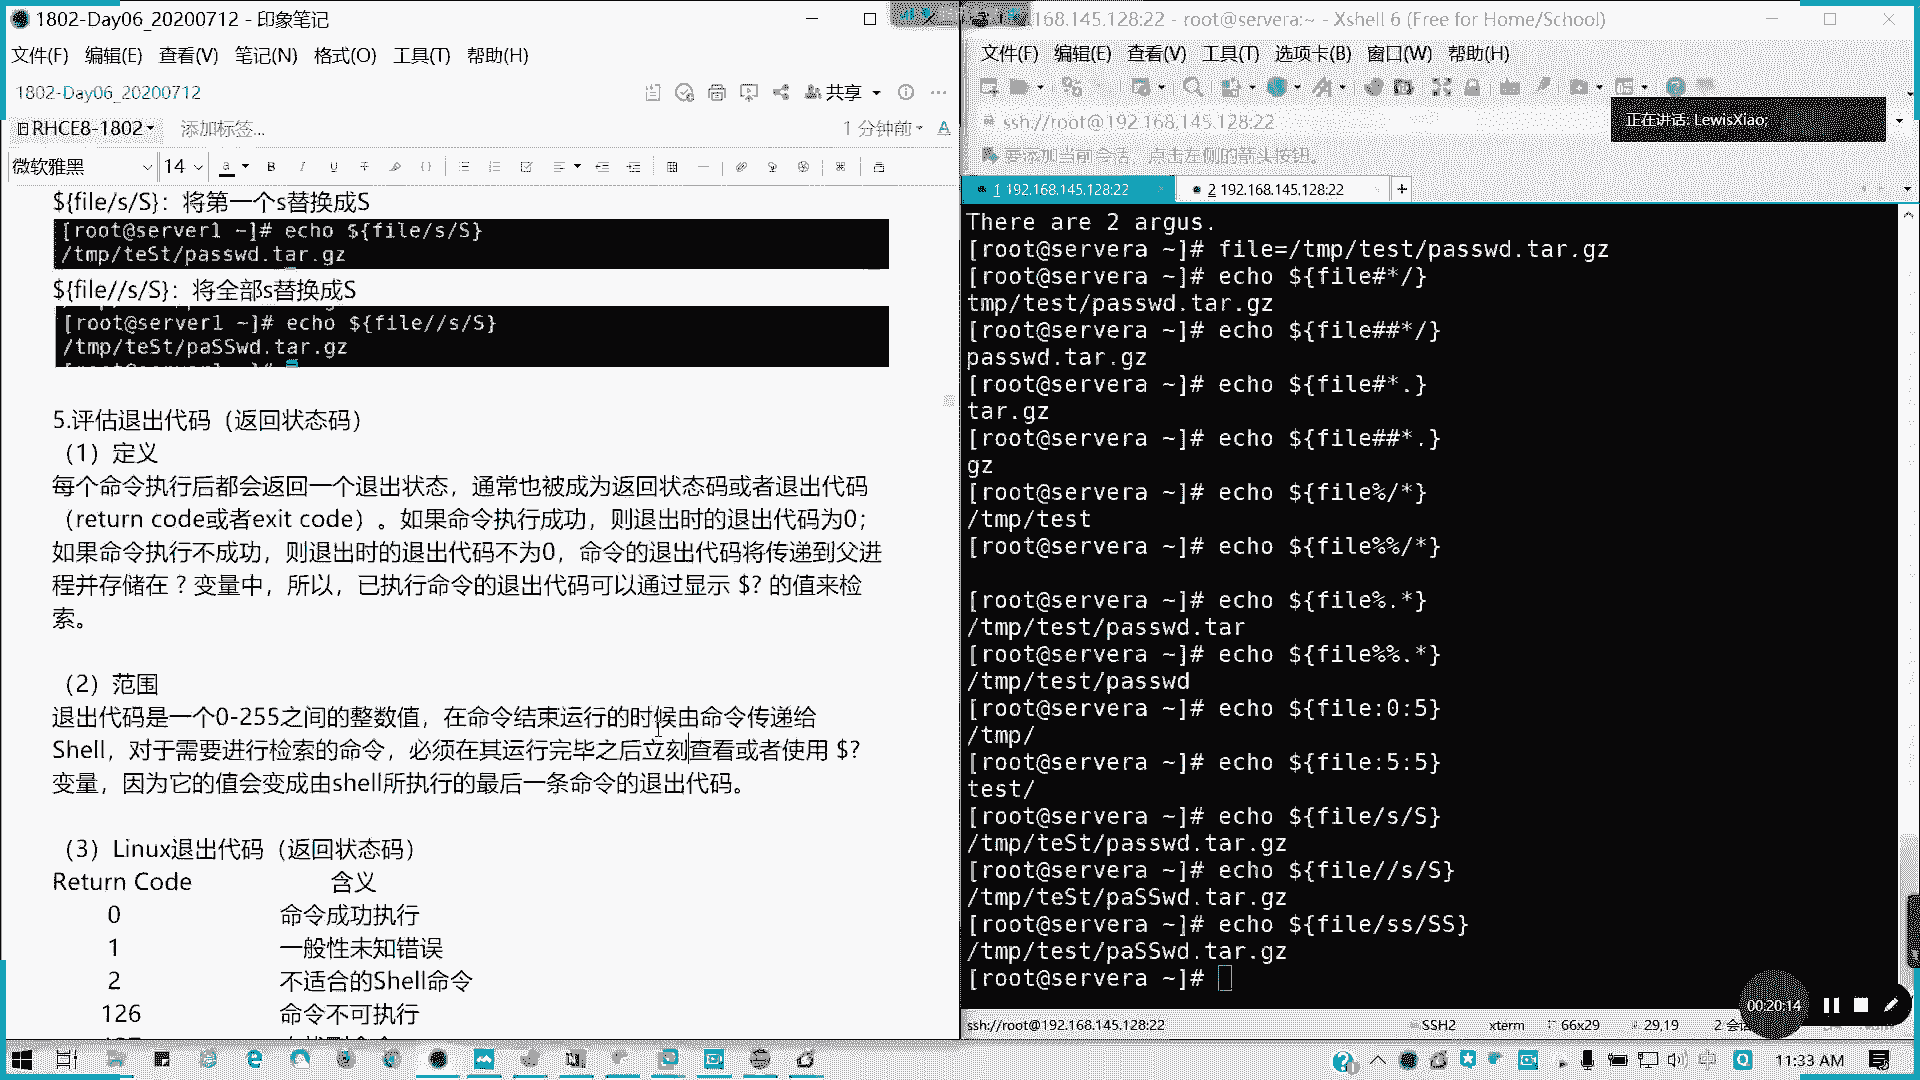 1802-Day06_20200712 - 印象笔记
文件(F) 编辑(E) 查看(V) 笔记(N) 格式(O) 工具(T) 帮助(H)
1802-Day06_20200712
共享
RHCE8-1802
添加标签...
1 分钟前
微软雅黑 14
${file/s/S}：将第一个s替换成S
[root@server1 ~]# echo ${file/s/S}
/tmp/teSt/passwd.tar.gz
${file//s/S}：将全部s替换成S
[root@server1 ~]# echo ${file//s/S}
/tmp/teSt/paSSwd.tar.gz
5.评估退出代码（返回状态码）
（1）定义
每个命令执行后都会返回一个退出状态，通常也被成为返回状态码或者退出代码
（return code或者exit code）。如果命令执行成功，则退出时的退出代码为0；
如果命令执行不成功，则退出时的退出代码不为0，命令的退出代码将传递到父进
程并存储在 ? 变量中，所以，已执行命令的退出代码可以通过显示 $? 的值来检
索。
（2）范围
退出代码是一个0-255之间的整数值，在命令结束运行的时候由命令传递给
Shell，对于需要进行检索的命令，必须在其运行完毕之后立刻查看或者使用 $?
变量，因为它的值会变成由shell所执行的最后一条命令的退出代码。
（3）Linux退出代码（返回状态码）
Return Code 含义
0 命令成功执行
1 一般性未知错误
2 不适合的Shell命令
126 命令不可执行
168.145.128:22 - root@servera:~ - Xshell 6 (Free for Home/School)
文件(F) 编辑(E) 查看(V) 工具(T) 选项卡(B) 窗口(W) 帮助(H)
ssh://root@192.168.145.128:22
正在讲话: LewisXiao;
要添加当前会话，点击左侧的箭头按钮。
1 192.168.145.128:22
2 192.168.145.128:22
There are 2 argus.
[root@servera ~]# file=/tmp/test/passwd.tar.gz
[root@servera ~]# echo ${file#*/}
tmp/test/passwd.tar.gz
[root@servera ~]# echo ${file##*/}
passwd.tar.gz
[root@servera ~]# echo ${file#*.}
tar.gz
[root@servera ~]# echo ${file##*.}
gz
[root@servera ~]# echo ${file%/*}
/tmp/test
[root@servera ~]# echo ${file%%/*}
[root@servera ~]# echo ${file%.*}
/tmp/test/passwd.tar
[root@servera ~]# echo ${file%%.*}
/tmp/test/passwd
[root@servera ~]# echo ${file:0:5}
/tmp/
[root@servera ~]# echo ${file:5:5}
test/
[root@servera ~]# echo ${file/s/S}
/tmp/teSt/passwd.tar.gz
[root@servera ~]# echo ${file//s/S}
/tmp/teSt/paSSwd.tar.gz
[root@servera ~]# echo ${file/ss/SS}
/tmp/test/paSSwd.tar.gz
[root@servera ~]#
00:20:14
ssh://root@192.168.145.128:22 SSH2 xterm 66x29 29,19
11:33 AM